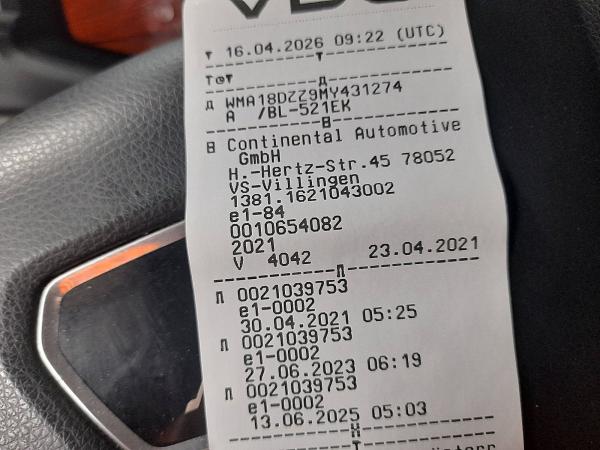 VDO
▼ 16.04.2026 09:22 (UTC)
----------▼----------
T⊙▼
----------Д----------
Д WMA18DZZ9MY431274
A /BL-521EK
----------B----------
B Continental Automotive
GmbH
H.-Hertz-Str.45 78052
VS-Villingen
1381.1621043002
e1-84
0010654082
2021
V 4042 23.04.2021
----------Л----------
Л 0021039753
e1-0002
30.04.2021 05:25
Л 0021039753
e1-0002
27.06.2023 06:19
Л 0021039753
e1-0002
13.06.2025 05:03